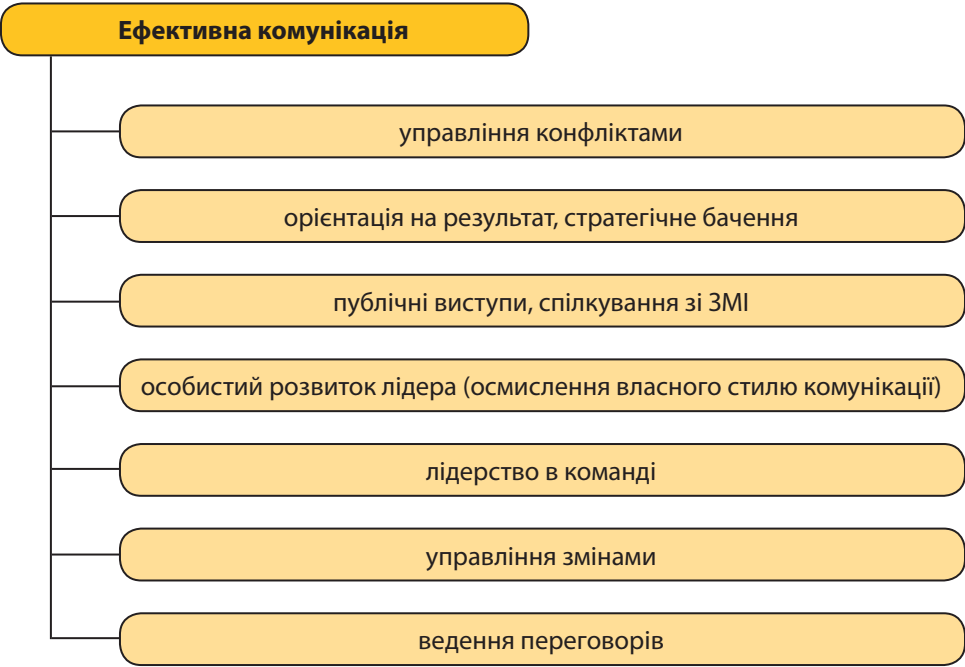 Ефективна комунікація
управління конфліктами
орієнтація на результат, стратегічне бачення
публічні виступи, спілкування зі ЗМІ
особистий розвиток лідера (осмислення власного стилю комунікації)
лідерство в команді
управління змінами
ведення переговорів